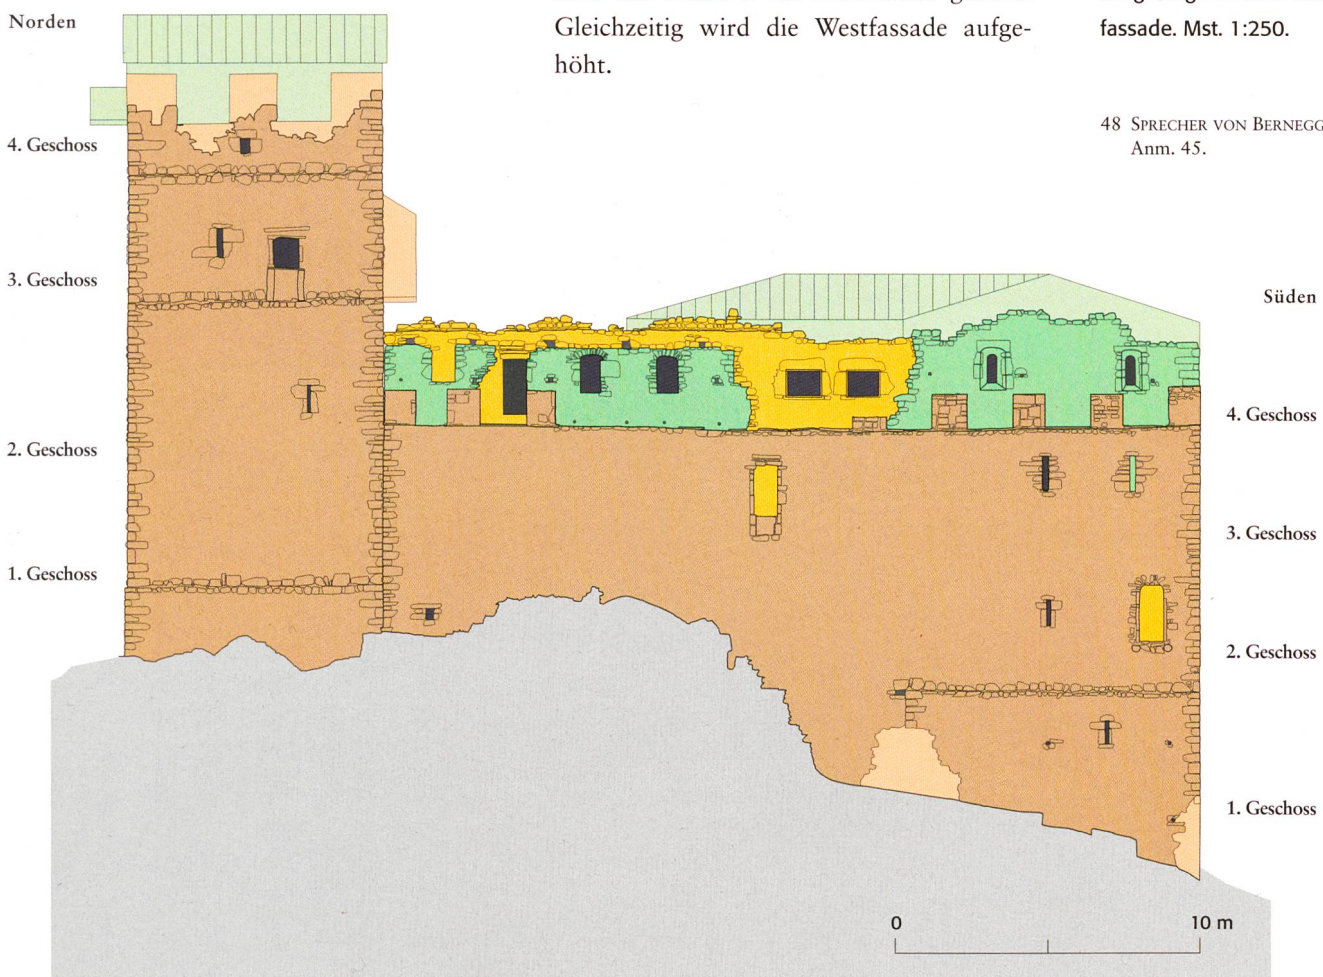 Gleichzeitig wird die Westfassade aufge-
höht.
fassade. Mst. 1:250.
48 SPRECHER VON BERNEGG
Anm. 45.
Norden
4. Geschoss
3. Geschoss
2. Geschoss
1. Geschoss
Süden
4. Geschoss
3. Geschoss
2. Geschoss
1. Geschoss
0 10 m